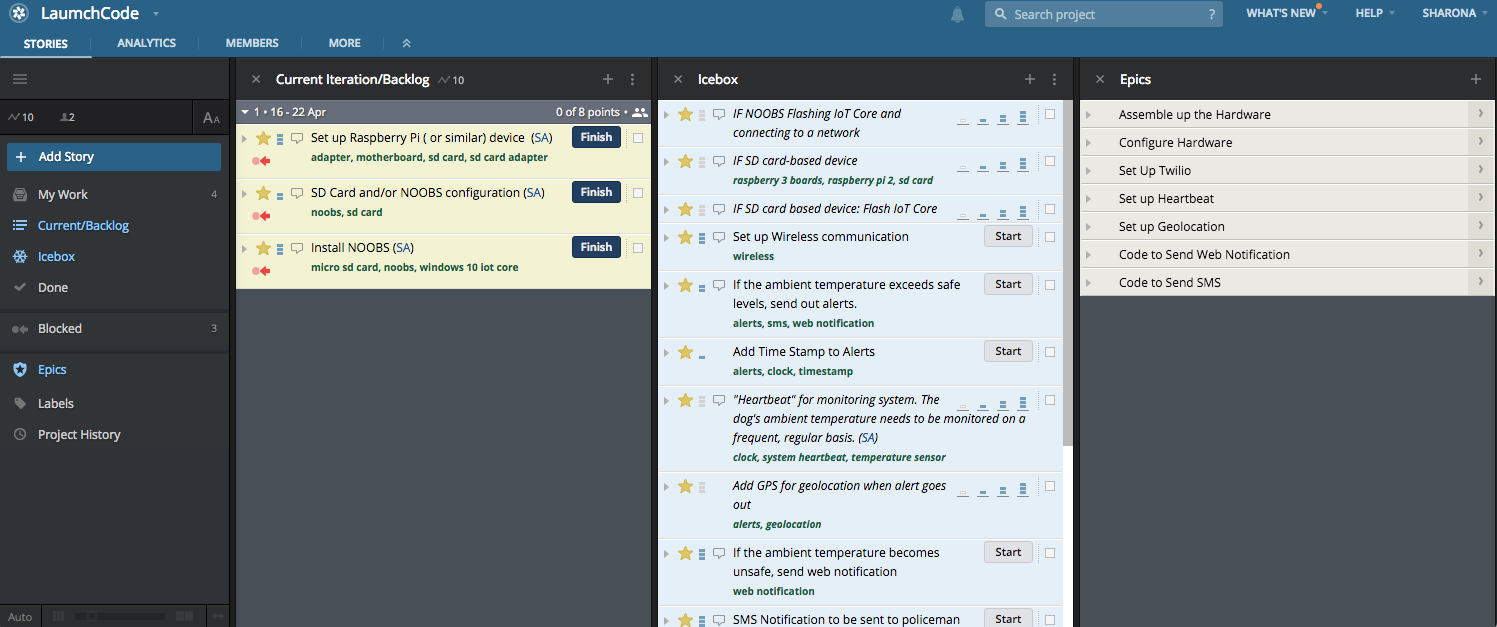 LaumchCode
Search project
?
WHAT'S NEW
HELP
SHARONA
STORIES
ANALYTICS
MEMBERS
MORE
10
2
AA
+ Add Story
My Work 4
Current/Backlog
Icebox
Done
Blocked 3
Epics
Labels
Project History
Auto
× Current Iteration/Backlog 10 +
1 • 16 - 22 Apr 0 of 8 points •
Set up Raspberry Pi ( or similar) device (SA) Finish
adapter, motherboard, sd card, sd card adapter
SD Card and/or NOOBS configuration (SA) Finish
noobs, sd card
Install NOOBS (SA) Finish
micro sd card, noobs, windows 10 iot core
× Icebox +
IF NOOBS Flashing IoT Core and
connecting to a network
IF SD card-based device
raspberry 3 boards, raspberry pi 2, sd card
IF SD card based device: Flash IoT Core
Set up Wireless communication Start
wireless
If the ambient temperature exceeds safe Start
levels, send out alerts.
alerts, sms, web notification
Add Time Stamp to Alerts Start
alerts, clock, timestamp
"Heartbeat" for monitoring system. The
dog's ambient temperature needs to be monitored on a
frequent, regular basis. (SA)
clock, system heartbeat, temperature sensor
Add GPS for geolocation when alert goes
out
alerts, geolocation
If the ambient temperature becomes Start
unsafe, send web notification
web notification
SMS Notification to be sent to policeman Start
× Epics +
Assemble up the Hardware
Configure Hardware
Set Up Twilio
Set up Heartbeat
Set up Geolocation
Code to Send Web Notification
Code to Send SMS